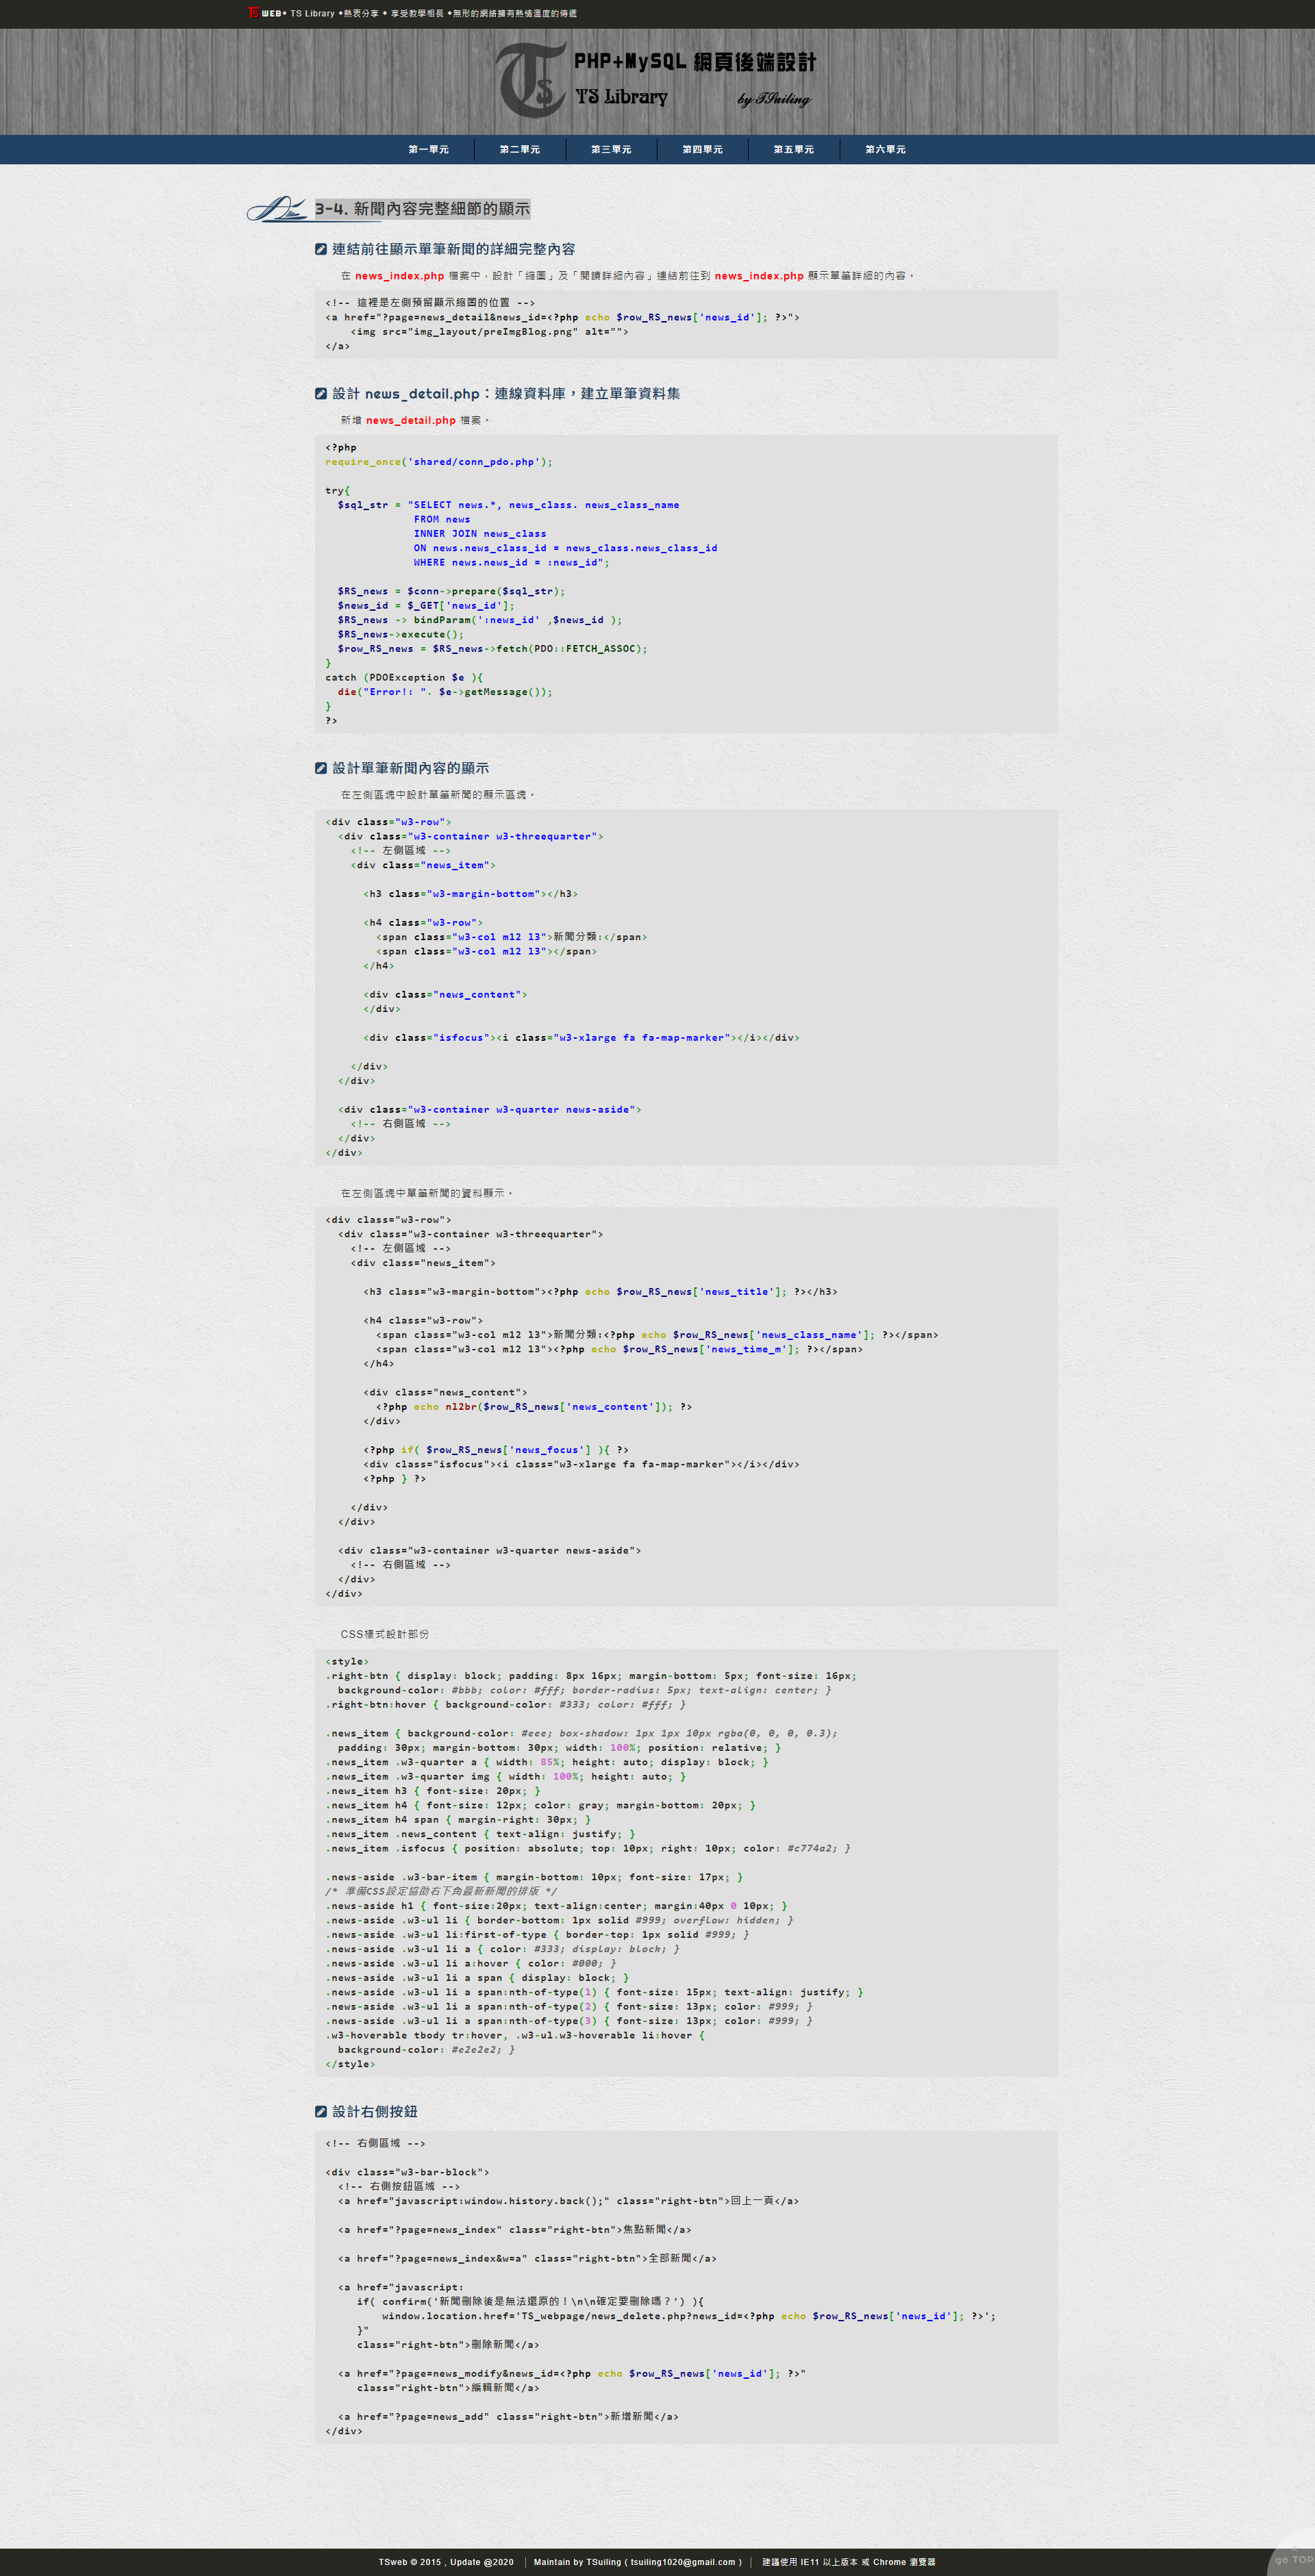 TS WEB♦ TS Library ♦熱衷分享 ♦ 享受教學相長 ♦無形的網絡擁有熱情溫度的傳遞
PHP+MySQL 網頁後端設計
TS Library by TSuiling
第一單元 第二單元 第三單元 第四單元 第五單元 第六單元
3-4. 新聞內容完整細節的顯示
連結前往顯示單筆新聞的詳細完整內容
在 news_index.php 檔案中，設計「縮圖」及「閱讀詳細內容」連結前往到 news_index.php 顯示單筆詳細的內容。
<!-- 這裡是左側預留顯示縮圖的位置 -->
<a href="?page=news_detail&news_id=<?php echo $row_RS_news['news_id']; ?>">
    <img src="img_layout/preImgBlog.png" alt="">
</a>
設計 news_detail.php：連線資料庫，建立單筆資料集
新增 news_detail.php 檔案。
<?php
require_once('shared/conn_pdo.php');
try{
  $sql_str = "SELECT news.*, news_class. news_class_name
              FROM news
              INNER JOIN news_class
              ON news.news_class_id = news_class.news_class_id
              WHERE news.news_id = :news_id";
  $RS_news = $conn->prepare($sql_str);
  $news_id = $_GET['news_id'];
  $RS_news -> bindParam(':news_id' ,$news_id );
  $RS_news->execute();
  $row_RS_news = $RS_news->fetch(PDO::FETCH_ASSOC);
}
catch (PDOException $e ){
  die("Error!: ". $e->getMessage());
}
?>
設計單筆新聞內容的顯示
在左側區塊中設計單筆新聞的顯示區塊。
<div class="w3-row">
  <div class="w3-container w3-threequarter">
    <!-- 左側區域 -->
    <div class="news_item">
      <h3 class="w3-margin-bottom"></h3>
      <h4 class="w3-row">
        <span class="w3-col m12 l3">新聞分類:</span>
        <span class="w3-col m12 l3"></span>
      </h4>
      <div class="news_content">
      </div>
      <div class="isfocus"><i class="w3-xlarge fa fa-map-marker"></i></div>
    </div>
  </div>
  <div class="w3-container w3-quarter news-aside">
    <!-- 右側區域 -->
  </div>
</div>
在左側區塊中單筆新聞的資料顯示。
<div class="w3-row">
  <div class="w3-container w3-threequarter">
    <!-- 左側區域 -->
    <div class="news_item">
      <h3 class="w3-margin-bottom"><?php echo $row_RS_news['news_title']; ?></h3>
      <h4 class="w3-row">
        <span class="w3-col m12 l3">新聞分類:<?php echo $row_RS_news['news_class_name']; ?></span>
        <span class="w3-col m12 l3"><?php echo $row_RS_news['news_time_m']; ?></span>
      </h4>
      <div class="news_content">
        <?php echo nl2br($row_RS_news['news_content']); ?>
      </div>
      <?php if( $row_RS_news['news_focus'] ){ ?>
      <div class="isfocus"><i class="w3-xlarge fa fa-map-marker"></i></div>
      <?php } ?>
    </div>
  </div>
  <div class="w3-container w3-quarter news-aside">
    <!-- 右側區域 -->
  </div>
</div>
CSS樣式設計部份
<style>
.right-btn { display: block; padding: 8px 16px; margin-bottom: 5px; font-size: 16px;
  background-color: #bbb; color: #fff; border-radius: 5px; text-align: center; }
.right-btn:hover { background-color: #333; color: #fff; }
.news_item { background-color: #eee; box-shadow: 1px 1px 10px rgba(0, 0, 0, 0.3);
  padding: 30px; margin-bottom: 30px; width: 100%; position: relative; }
.news_item .w3-quarter a { width: 85%; height: auto; display: block; }
.news_item .w3-quarter img { width: 100%; height: auto; }
.news_item h3 { font-size: 20px; }
.news_item h4 { font-size: 12px; color: gray; margin-bottom: 20px; }
.news_item h4 span { margin-right: 30px; }
.news_item .news_content { text-align: justify; }
.news_item .isfocus { position: absolute; top: 10px; right: 10px; color: #c774a2; }
.news-aside .w3-bar-item { margin-bottom: 10px; font-size: 17px; }
/* 準備CSS設定協助右下角最新新聞的排版 */
.news-aside h1 { font-size:20px; text-align:center; margin:40px 0 10px; }
.news-aside .w3-ul li { border-bottom: 1px solid #999; overflow: hidden; }
.news-aside .w3-ul li:first-of-type { border-top: 1px solid #999; }
.news-aside .w3-ul li a { color: #333; display: block; }
.news-aside .w3-ul li a:hover { color: #000; }
.news-aside .w3-ul li a span { display: block; }
.news-aside .w3-ul li a span:nth-of-type(1) { font-size: 15px; text-align: justify; }
.news-aside .w3-ul li a span:nth-of-type(2) { font-size: 13px; color: #999; }
.news-aside .w3-ul li a span:nth-of-type(3) { font-size: 13px; color: #999; }
.w3-hoverable tbody tr:hover, .w3-ul.w3-hoverable li:hover {
  background-color: #e2e2e2; }
</style>
設計右側按鈕
<!-- 右側區域 -->
<div class="w3-bar-block">
  <!-- 右側按鈕區域 -->
  <a href="javascript:window.history.back();" class="right-btn">回上一頁</a>
  <a href="?page=news_index" class="right-btn">焦點新聞</a>
  <a href="?page=news_index&w=a" class="right-btn">全部新聞</a>
  <a href="javascript:
     if( confirm('新聞刪除後是無法還原的！\n\n確定要刪除嗎？') ){
         window.location.href='TS_webpage/news_delete.php?news_id=<?php echo $row_RS_news['news_id']; ?>';
     }"
     class="right-btn">刪除新聞</a>
  <a href="?page=news_modify&news_id=<?php echo $row_RS_news['news_id']; ?>"
     class="right-btn">編輯新聞</a>
  <a href="?page=news_add" class="right-btn">新增新聞</a>
</div>
go TOP
TSweb © 2015 , Update @2020 | Maintain by TSuiling ( tsuiling1020@gmail.com ) | 建議使用 IE11 以上版本 或 Chrome 瀏覽器